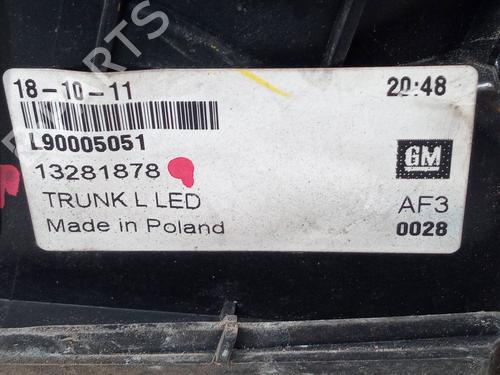 18-10-11 20:48
L90005051
13281878 GM
TRUNK L LED AF3
Made in Poland 0028